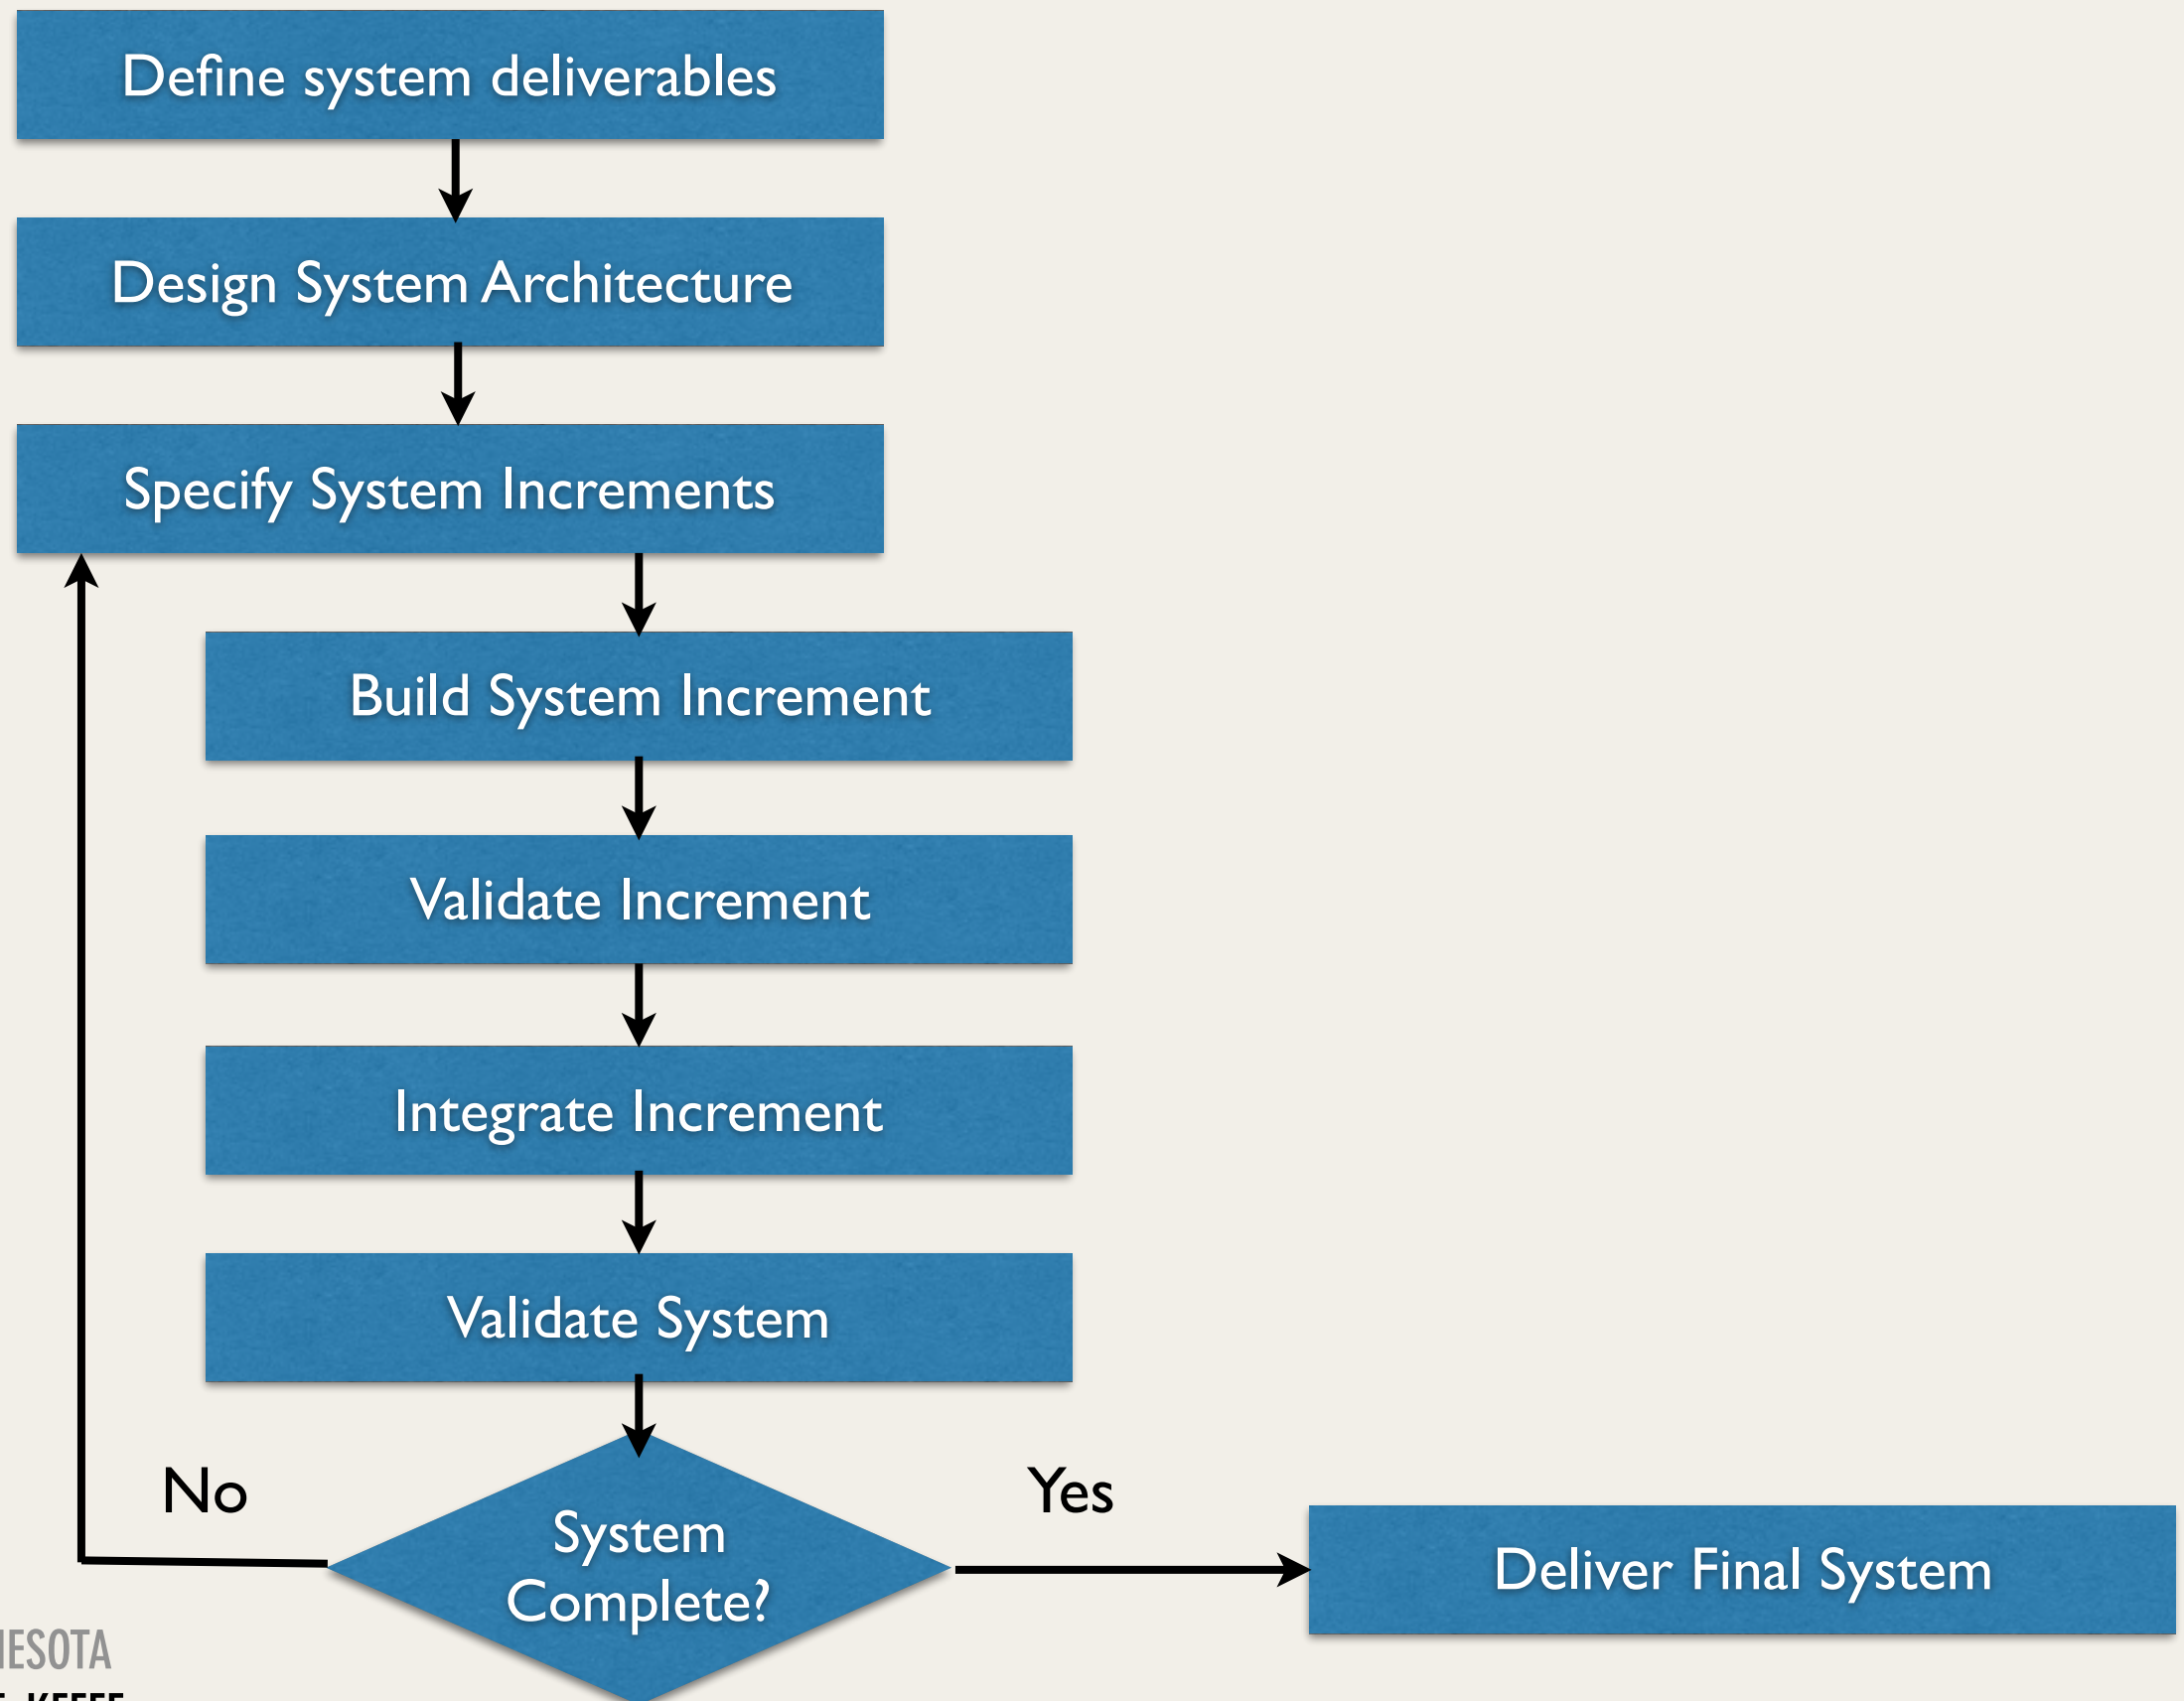 Define system deliverables
Design System Architecture
Specify System Increments
Build System Increment
Validate Increment
Integrate Increment
Validate System
No
Yes
System
Complete?
Deliver Final System